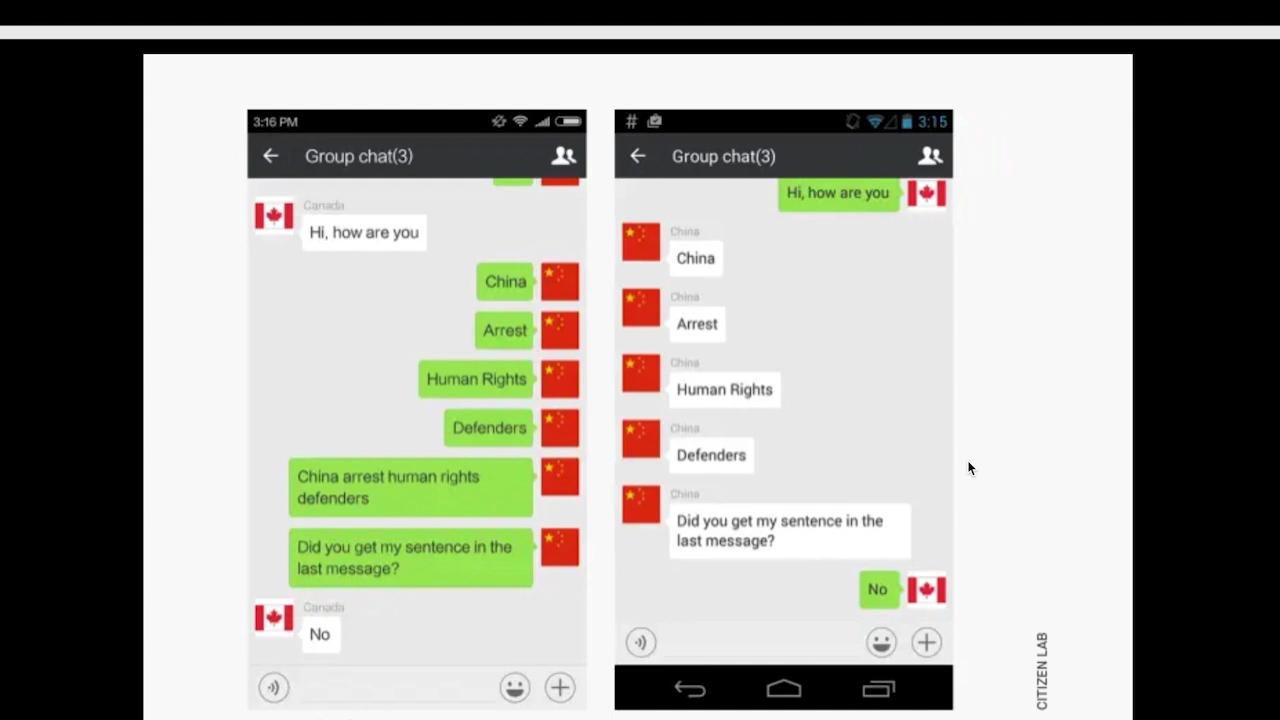 3:16 PM
Group chat(3)
Canada
Hi, how are you
China
Arrest
Human Rights
Defenders
China arrest human rights
defenders
Did you get my sentence in the
last message?
Canada
No
3:15
Group chat(3)
Hi, how are you
China
China
China
Arrest
China
Human Rights
China
Defenders
China
Did you get my sentence in the
last message?
No
CITIZEN LAB